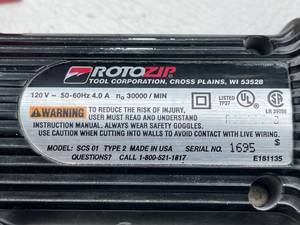 ROTOZIP
TOOL CORPORATION, CROSS PLAINS, WI 53528
120 V ~ 50-60Hz 4.0 A n₀ 30000 / MIN
UL LISTED
LR
WARNING TO REDUCE THE RISK OF INJURY,
USER MUST READ AND UNDERSTAND
INSTRUCTION MANUAL. ALWAYS WEAR SAFETY GOGGLES.
USE CAUTION WHEN CUTTING INTO WALLS TO AVOID CONTACT WITH LIVE WIRING.
MODEL: SCS 01 TYPE 2 MADE IN USA SERIAL NO. 1695
QUESTIONS? CALL 1-800-521-1817
E181135